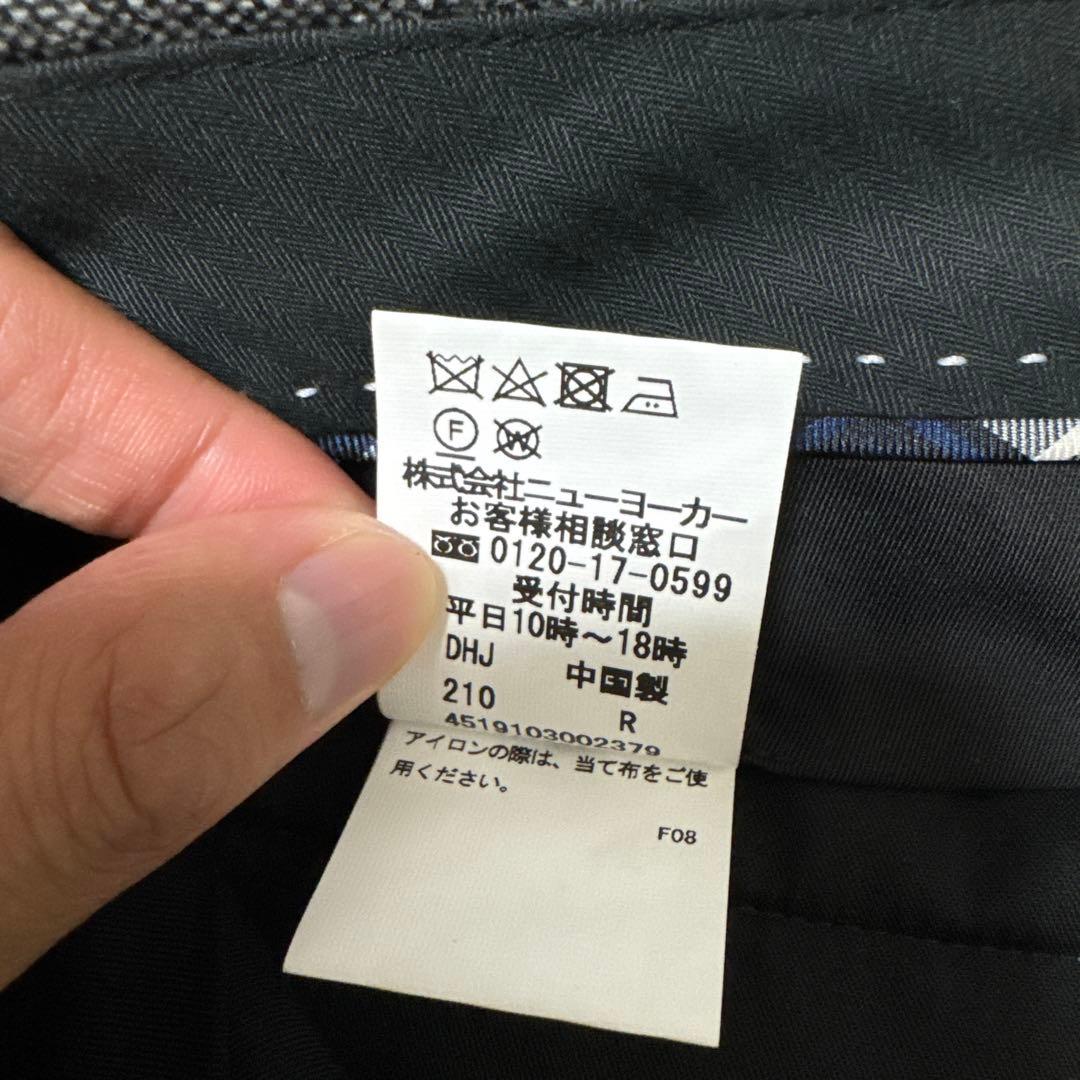 F W
株式会社ニューヨーカー
お客様相談窓口
0120-17-0599
受付時間
平日10時～18時
DHJ 中国製
210 R
4519103002379
アイロンの際は、当て布をご使
用ください。
F08